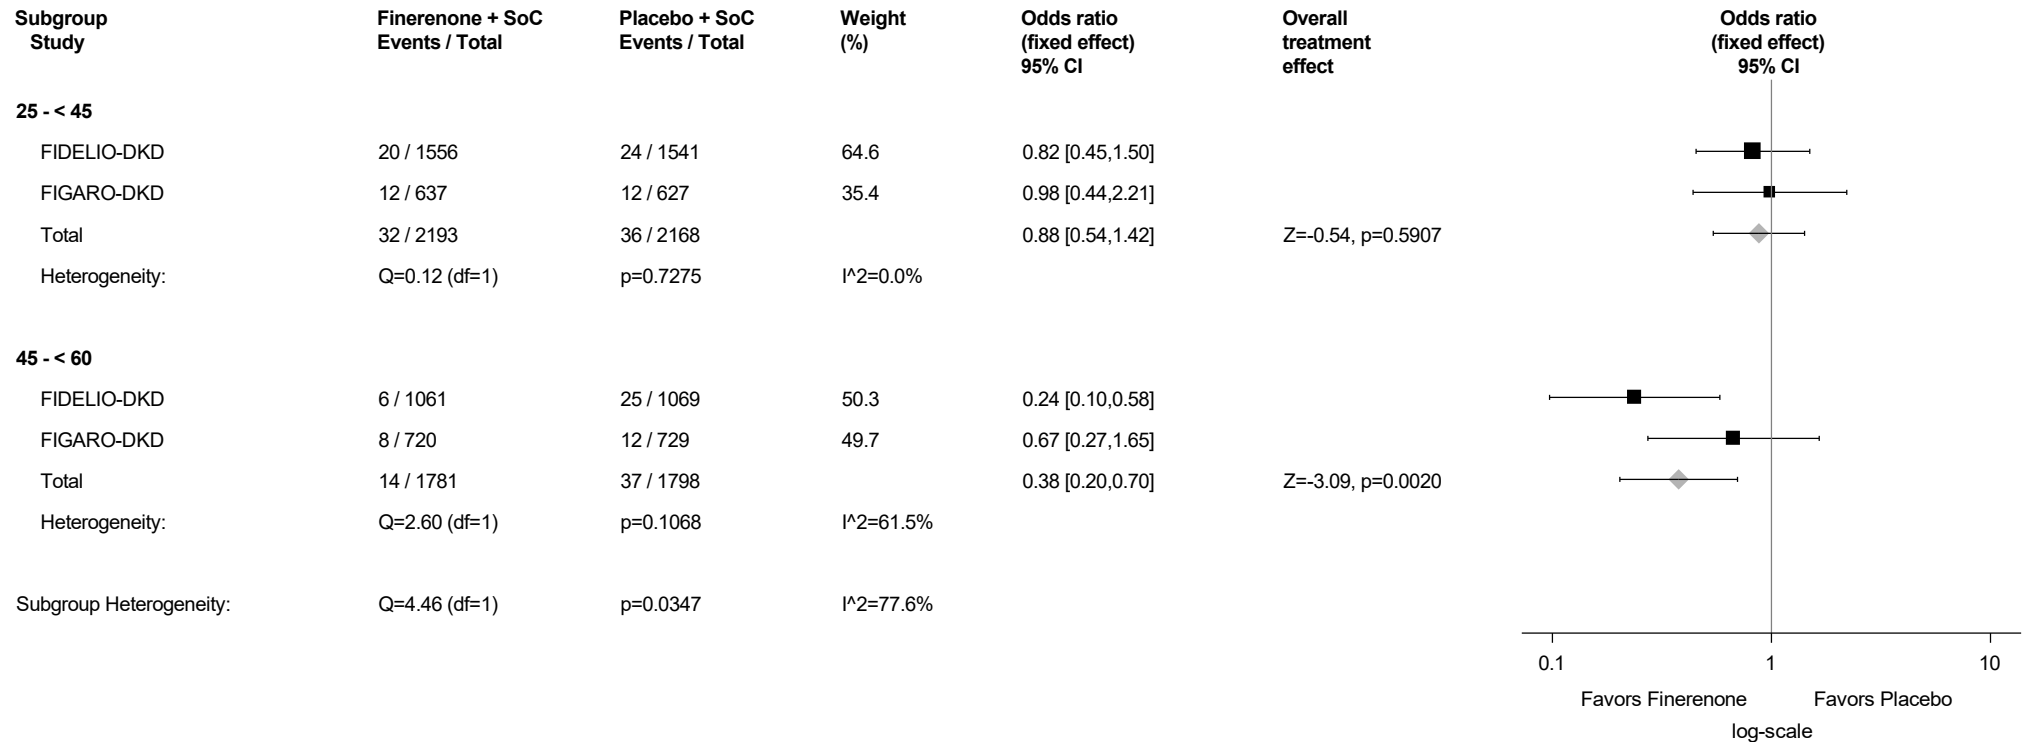 Subgroup Finerenone + SoC Placebo + SoC Weight Odds ratio Overall Odds ratio
Study Events / Total Events / Total (%) (fixed effect) treatment (fixed effect)
95% CI effect 95% CI
25 - < 45
FIDELIO-DKD 20 / 1556 24 / 1541 64.6 0.82 [0.45,1.50]
FIGARO-DKD 12 / 637 12 / 627 35.4 0.98 [0.44,2.21]
Total 32 / 2193 36 / 2168 0.88 [0.54,1.42] Z=-0.54, p=0.5907
Heterogeneity: Q=0.12 (df=1) p=0.7275 I^2=0.0%
45 - < 60
FIDELIO-DKD 6 / 1061 25 / 1069 50.3 0.24 [0.10,0.58]
FIGARO-DKD 8 / 720 12 / 729 49.7 0.67 [0.27,1.65]
Total 14 / 1781 37 / 1798 0.38 [0.20,0.70] Z=-3.09, p=0.0020
Heterogeneity: Q=2.60 (df=1) p=0.1068 I^2=61.5%
Subgroup Heterogeneity: Q=4.46 (df=1) p=0.0347 I^2=77.6%
0.1 1 10
Favors Finerenone Favors Placebo
log-scale